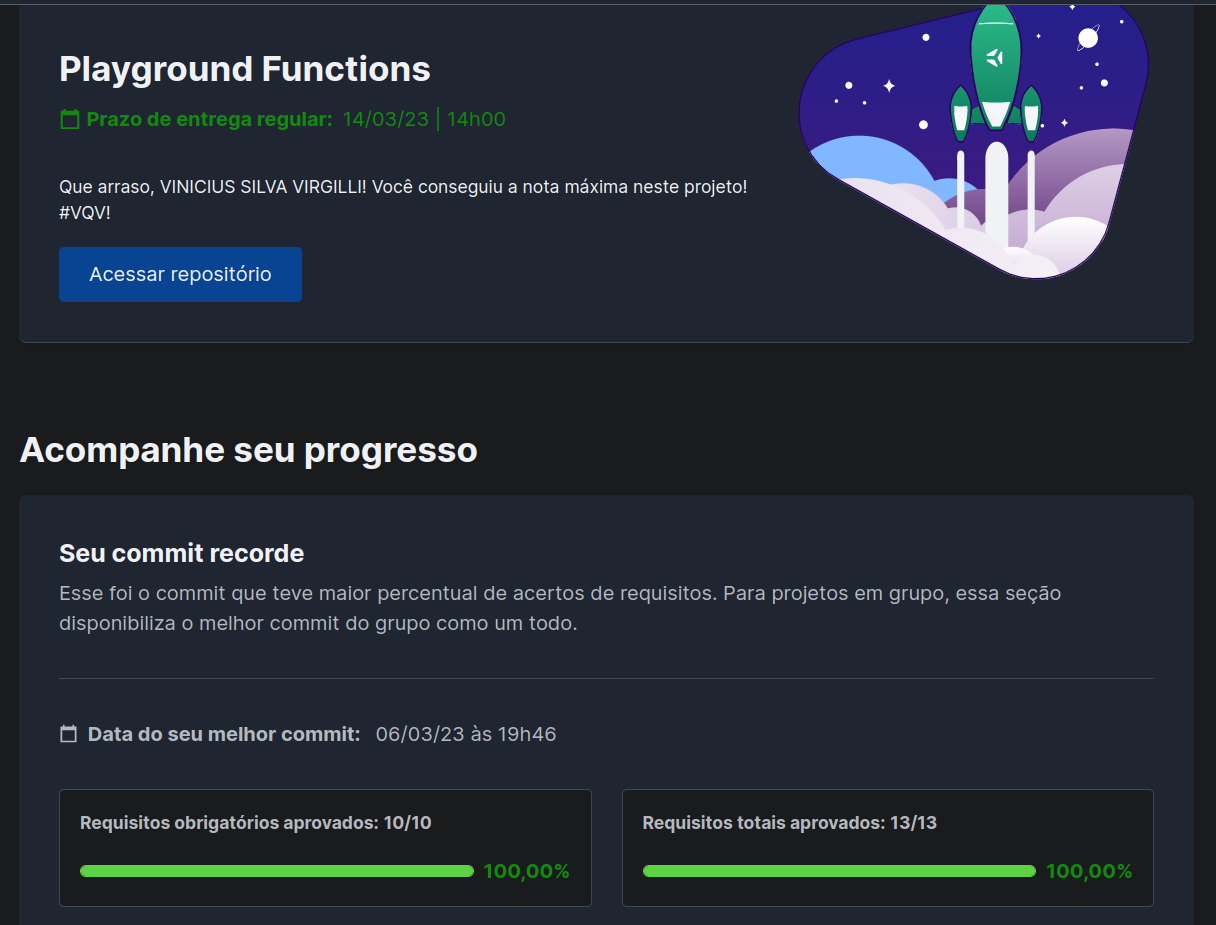 Playground Functions
Prazo de entrega regular: 14/03/23 | 14h00
Que arraso, VINICIUS SILVA VIRGILLI! Você conseguiu a nota máxima neste projeto!
#VQV!
Acessar repositório
Acompanhe seu progresso
Seu commit recorde
Esse foi o commit que teve maior percentual de acertos de requisitos. Para projetos em grupo, essa seção
disponibiliza o melhor commit do grupo como um todo.
Data do seu melhor commit: 06/03/23 às 19h46
Requisitos obrigatórios aprovados: 10/10
100,00%
Requisitos totais aprovados: 13/13
100,00%